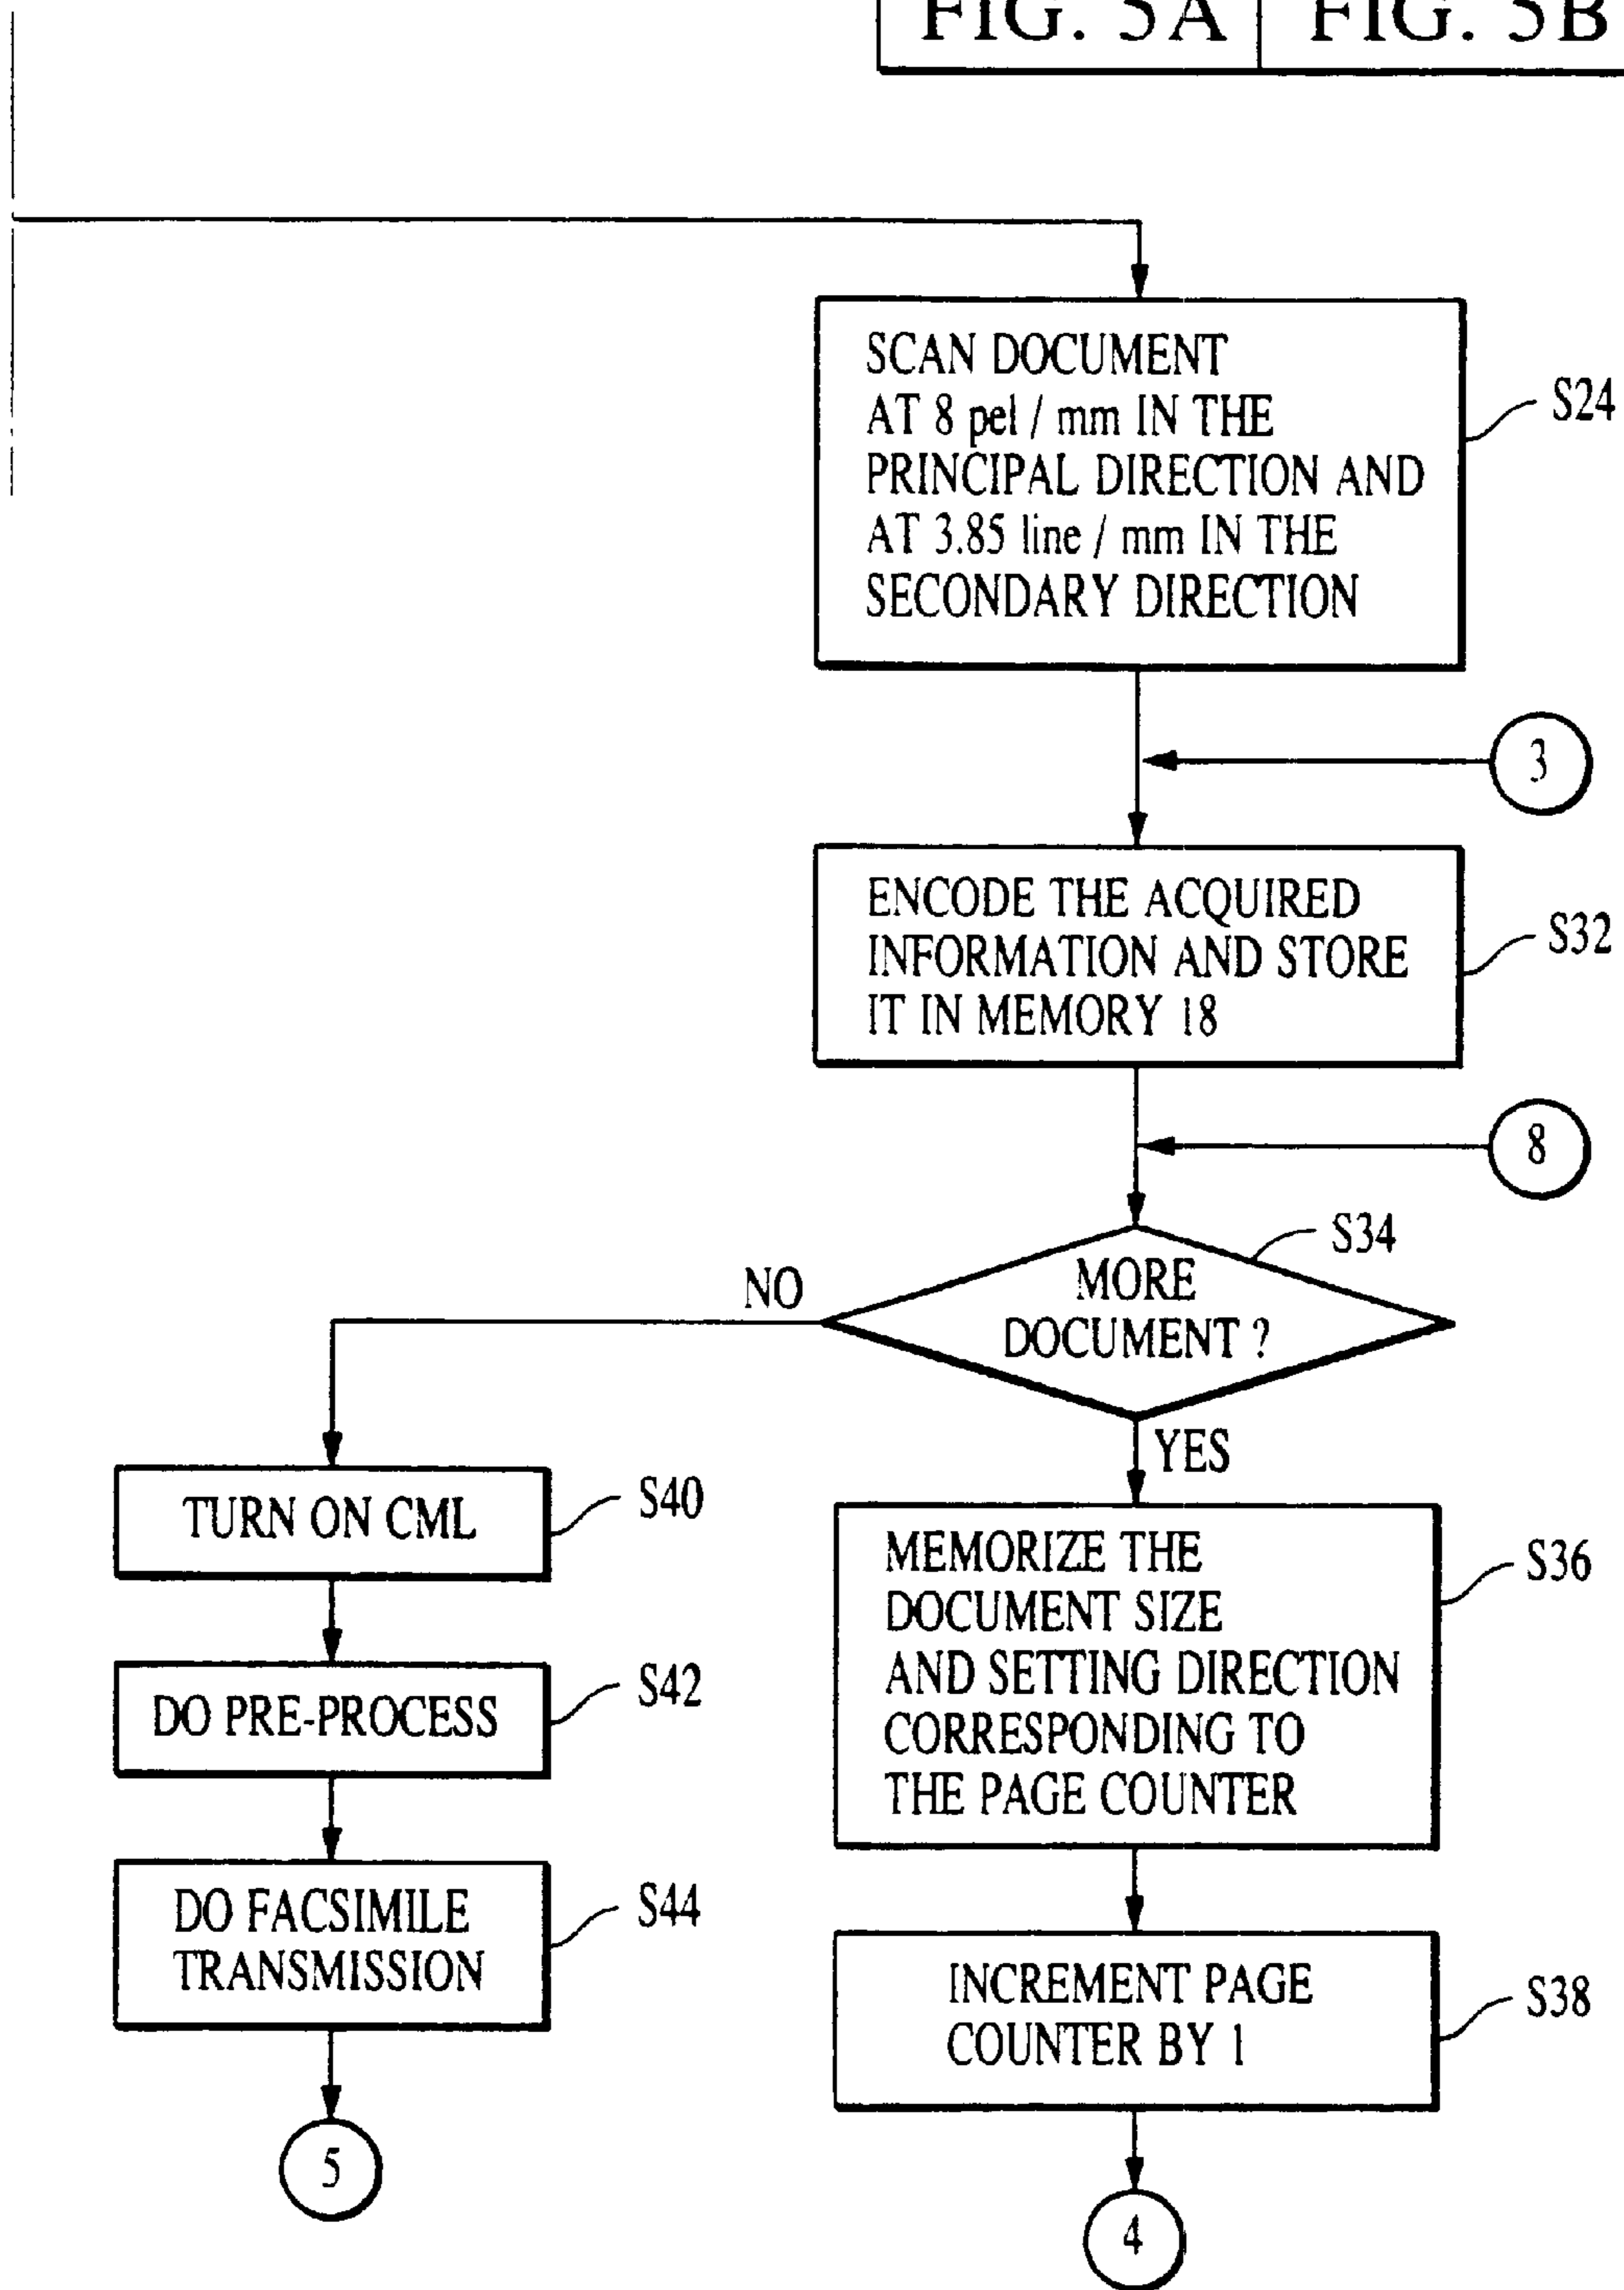 FIG. 5A FIG. 5B
SCAN DOCUMENT
AT 8 pel / mm IN THE
PRINCIPAL DIRECTION AND
AT 3.85 line / mm IN THE
SECONDARY DIRECTION
S24
3
ENCODE THE ACQUIRED
INFORMATION AND STORE
IT IN MEMORY 18
S32
8
S34
MORE
DOCUMENT ?
NO
YES
TURN ON CML
S40
DO PRE-PROCESS
S42
DO FACSIMILE
TRANSMISSION
S44
5
MEMORIZE THE
DOCUMENT SIZE
AND SETTING DIRECTION
CORRESPONDING TO
THE PAGE COUNTER
S36
INCREMENT PAGE
COUNTER BY 1
S38
4